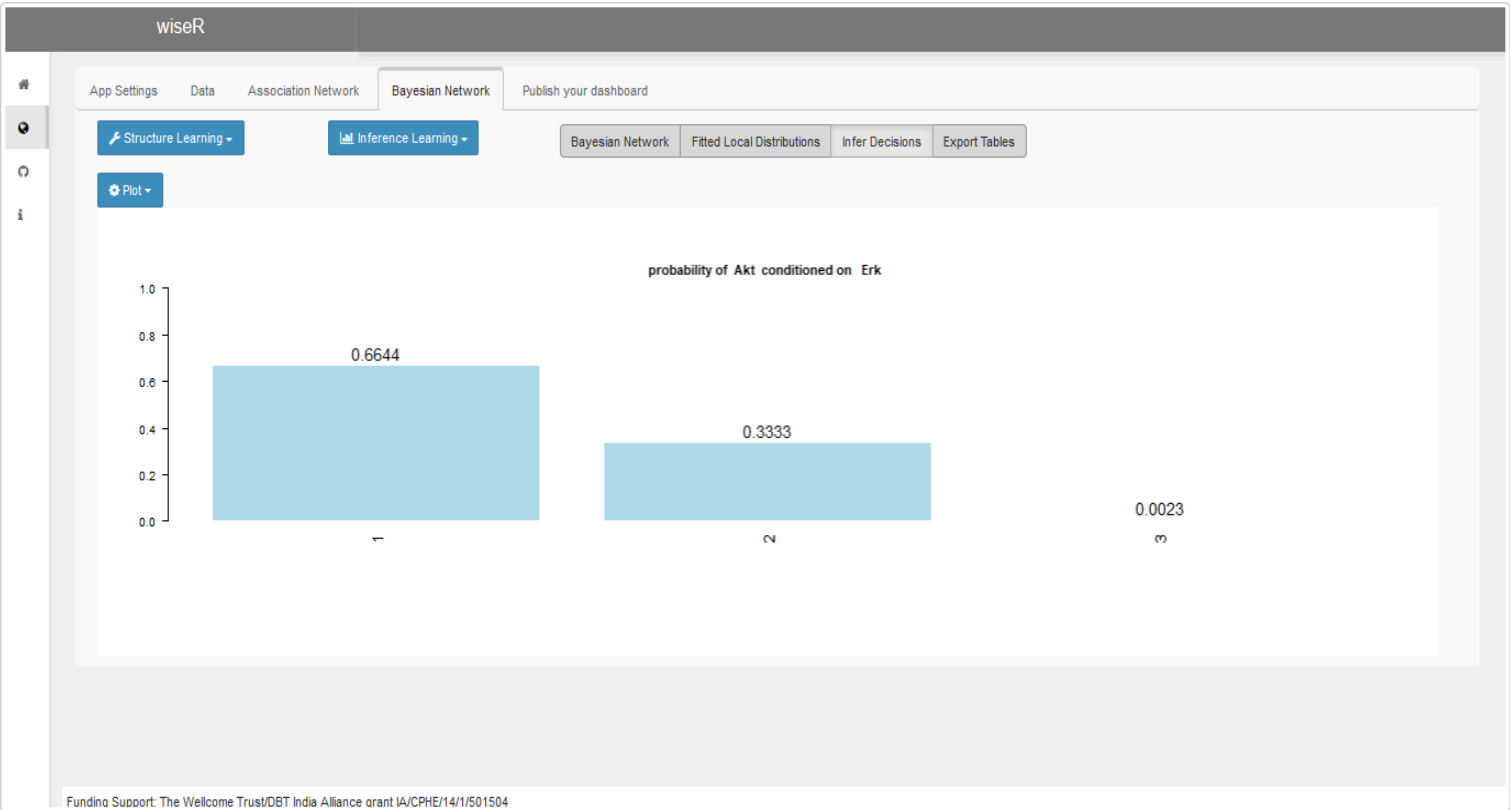 wiseR
App Settings Data Association Network Bayesian Network Publish your dashboard
Structure Learning Inference Learning Bayesian Network Fitted Local Distributions Infer Decisions Export Tables
Plot
probability of Akt conditioned on Erk
1.0
0.8
0.6
0.4
0.2
0.0
0.6644
0.3333
0.0023
1 2 3
Funding Support: The Wellcome Trust/DBT India Alliance grant IA/CPHE/14/1/501504